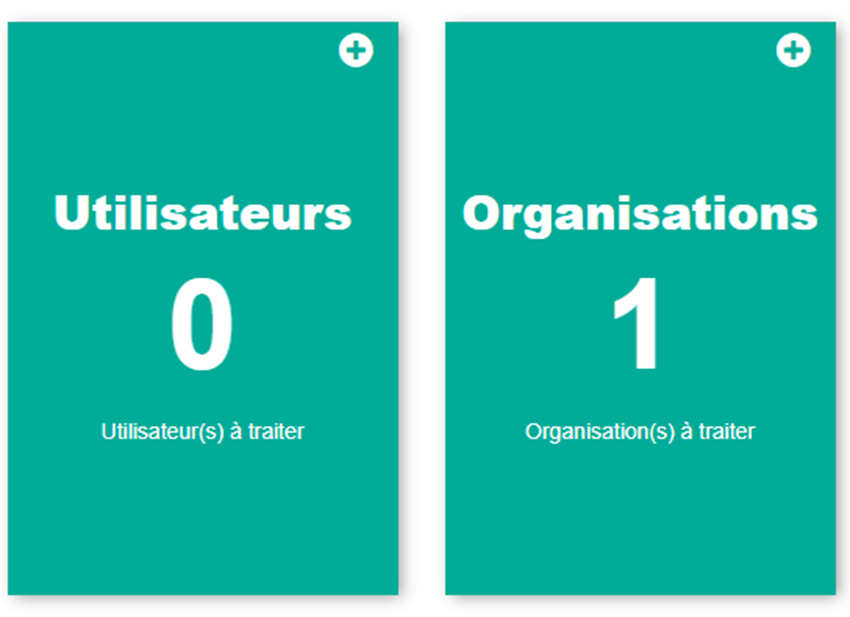 Utilisateurs
0
Utilisateur(s) à traiter
Organisations
1
Organisation(s) à traiter